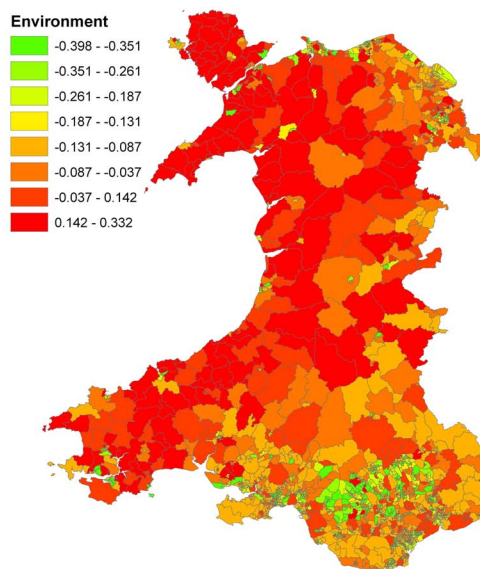 Environment
-0.398 - -0.351
-0.351 - -0.261
-0.261 - -0.187
-0.187 - -0.131
-0.131 - -0.087
-0.087 - -0.037
-0.037 - 0.142
0.142 - 0.332